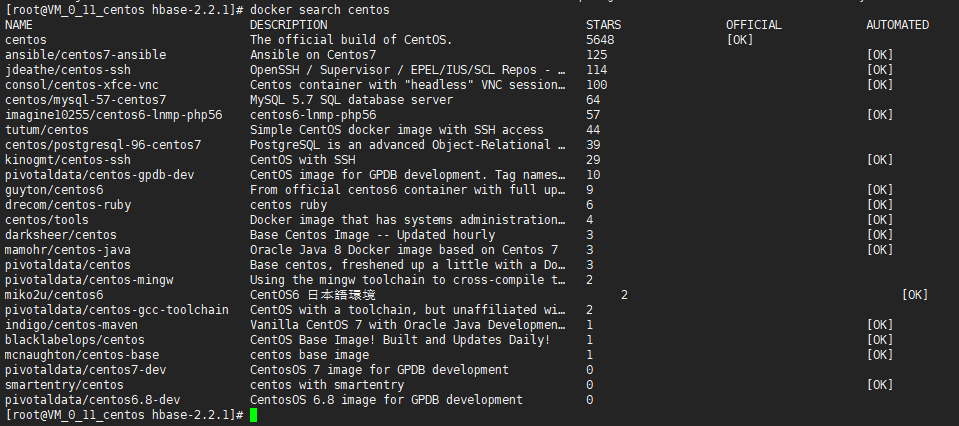 [root@VM_0_11_centos hbase-2.2.1]# docker search centos
NAME DESCRIPTION STARS OFFICIAL AUTOMATED
centos The official build of CentOS. 5648 [OK]
ansible/centos7-ansible Ansible on Centos7 125 [OK]
jdeathe/centos-ssh OpenSSH / Supervisor / EPEL/IUS/SCL Repos - … 114 [OK]
consol/centos-xfce-vnc Centos container with "headless" VNC session… 100 [OK]
centos/mysql-57-centos7 MySQL 5.7 SQL database server 64
imagine10255/centos6-lnmp-php56 centos6-lnmp-php56 57 [OK]
tutum/centos Simple CentOS docker image with SSH access 44
centos/postgresql-96-centos7 PostgreSQL is an advanced Object-Relational … 39
kinogmt/centos-ssh CentOS with SSH 29 [OK]
pivotaldata/centos-gpdb-dev CentOS image for GPDB development. Tag names… 10
guyton/centos6 From official centos6 container with full up… 9 [OK]
drecom/centos-ruby centos ruby 6 [OK]
centos/tools Docker image that has systems administration… 4 [OK]
darksheer/centos Base Centos Image -- Updated hourly 3 [OK]
mamohr/centos-java Oracle Java 8 Docker image based on Centos 7 3 [OK]
pivotaldata/centos Base centos, freshened up a little with a Do… 3
pivotaldata/centos-mingw Using the mingw toolchain to cross-compile t… 2
miko2u/centos6 CentOS6 日本語環境 2 [OK]
pivotaldata/centos-gcc-toolchain CentOS with a toolchain, but unaffiliated wi… 2
indigo/centos-maven Vanilla CentOS 7 with Oracle Java Developmen… 1 [OK]
blacklabelops/centos CentOS Base Image! Built and Updates Daily! 1 [OK]
mcnaughton/centos-base centos base image 1 [OK]
pivotaldata/centos7-dev CentosOS 7 image for GPDB development 0
smartentry/centos centos with smartentry 0 [OK]
pivotaldata/centos6.8-dev CentosOS 6.8 image for GPDB development 0
[root@VM_0_11_centos hbase-2.2.1]#